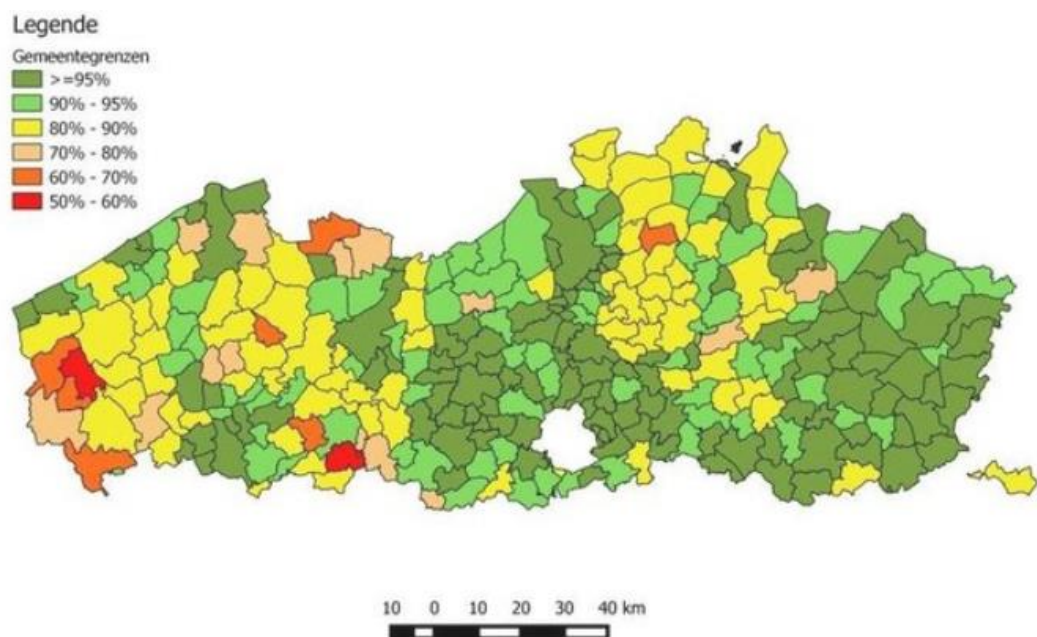 Legende
Gemeentegrenzen
>=95%
90% - 95%
80% - 90%
70% - 80%
60% - 70%
50% - 60%
10 0 10 20 30 40 km